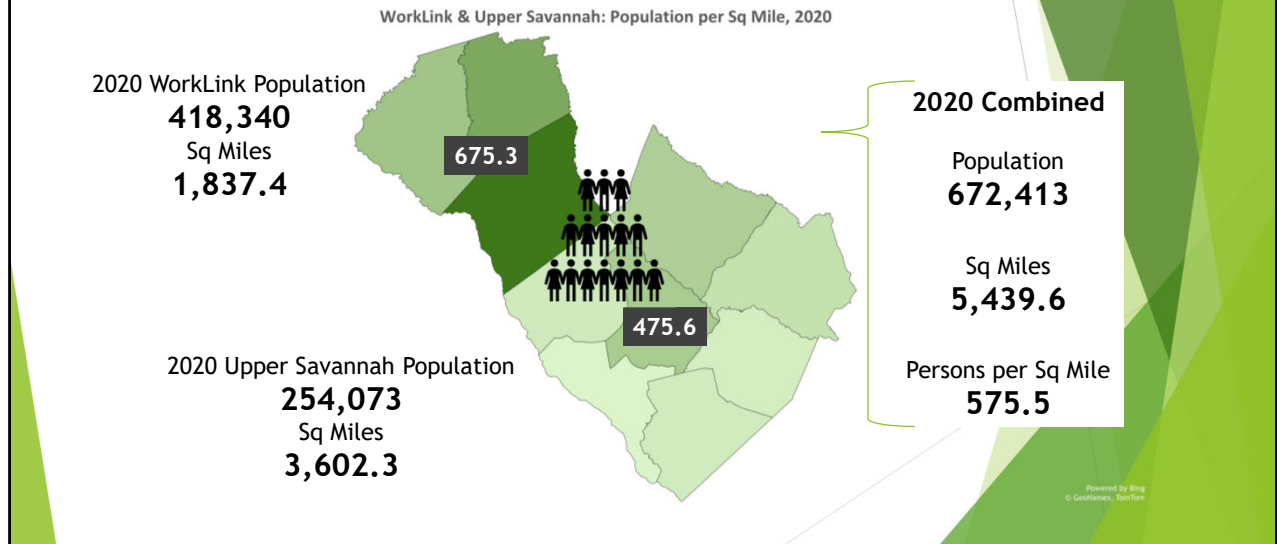 WorkLink & Upper Savannah: Population per Sq Mile, 2020
2020 WorkLink Population
418,340
Sq Miles
1,837.4
675.3
475.6
2020 Upper Savannah Population
254,073
Sq Miles
3,602.3
2020 Combined
Population
672,413
Sq Miles
5,439.6
Persons per Sq Mile
575.5
Powered by Bing
© GeoNames, TomTom